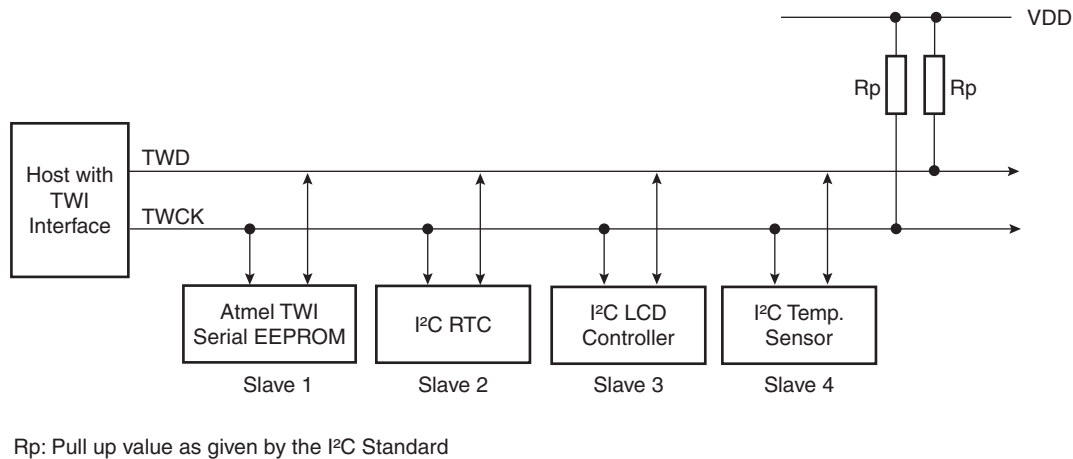 VDD
Rp
Rp
Host with
TWI
Interface
TWD
TWCK
Atmel TWI
Serial EEPROM
I²C RTC
I²C LCD
Controller
I²C Temp.
Sensor
Slave 1
Slave 2
Slave 3
Slave 4
Rp: Pull up value as given by the I²C Standard